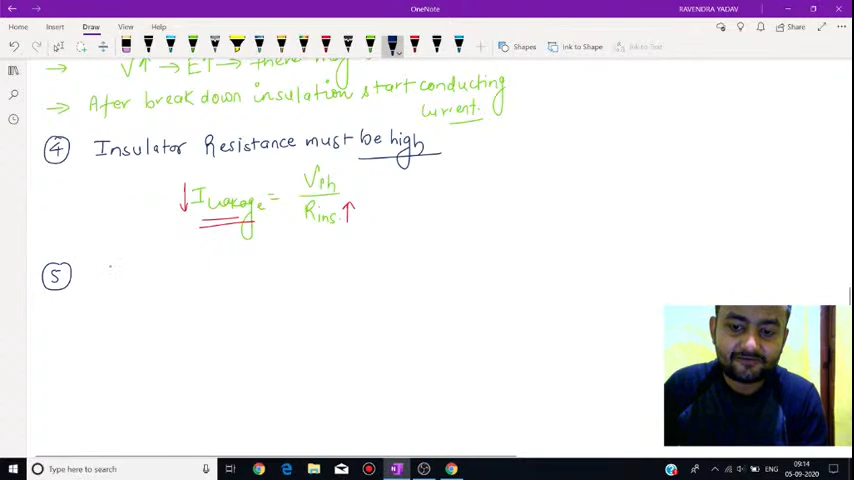 OneNote
RAVENDRA YADAV
Home Insert Draw View Help
Share
Shapes Ink to Shape Ink to Text
→ V↑ → E↑ → there may
→ After break down insulation start conducting
current.
④ Insulator Resistance must be high
↓ I Leakage = VPh / Rins. ↑
⑤
Type here to search
ENG
09:14
05-09-2020